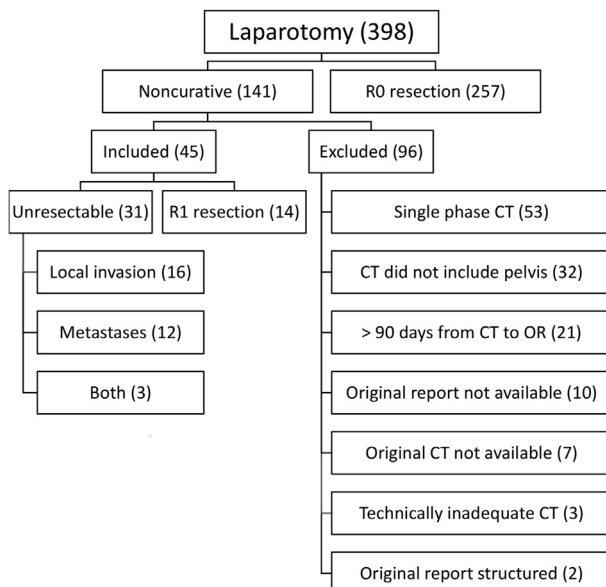 Laparotomy (398)
Noncurative (141)
R0 resection (257)
Included (45)
Excluded (96)
Unresectable (31)
R1 resection (14)
Single phase CT (53)
Local invasion (16)
CT did not include pelvis (32)
Metastases (12)
> 90 days from CT to OR (21)
Both (3)
Original report not available (10)
Original CT not available (7)
Technically inadequate CT (3)
Original report structured (2)